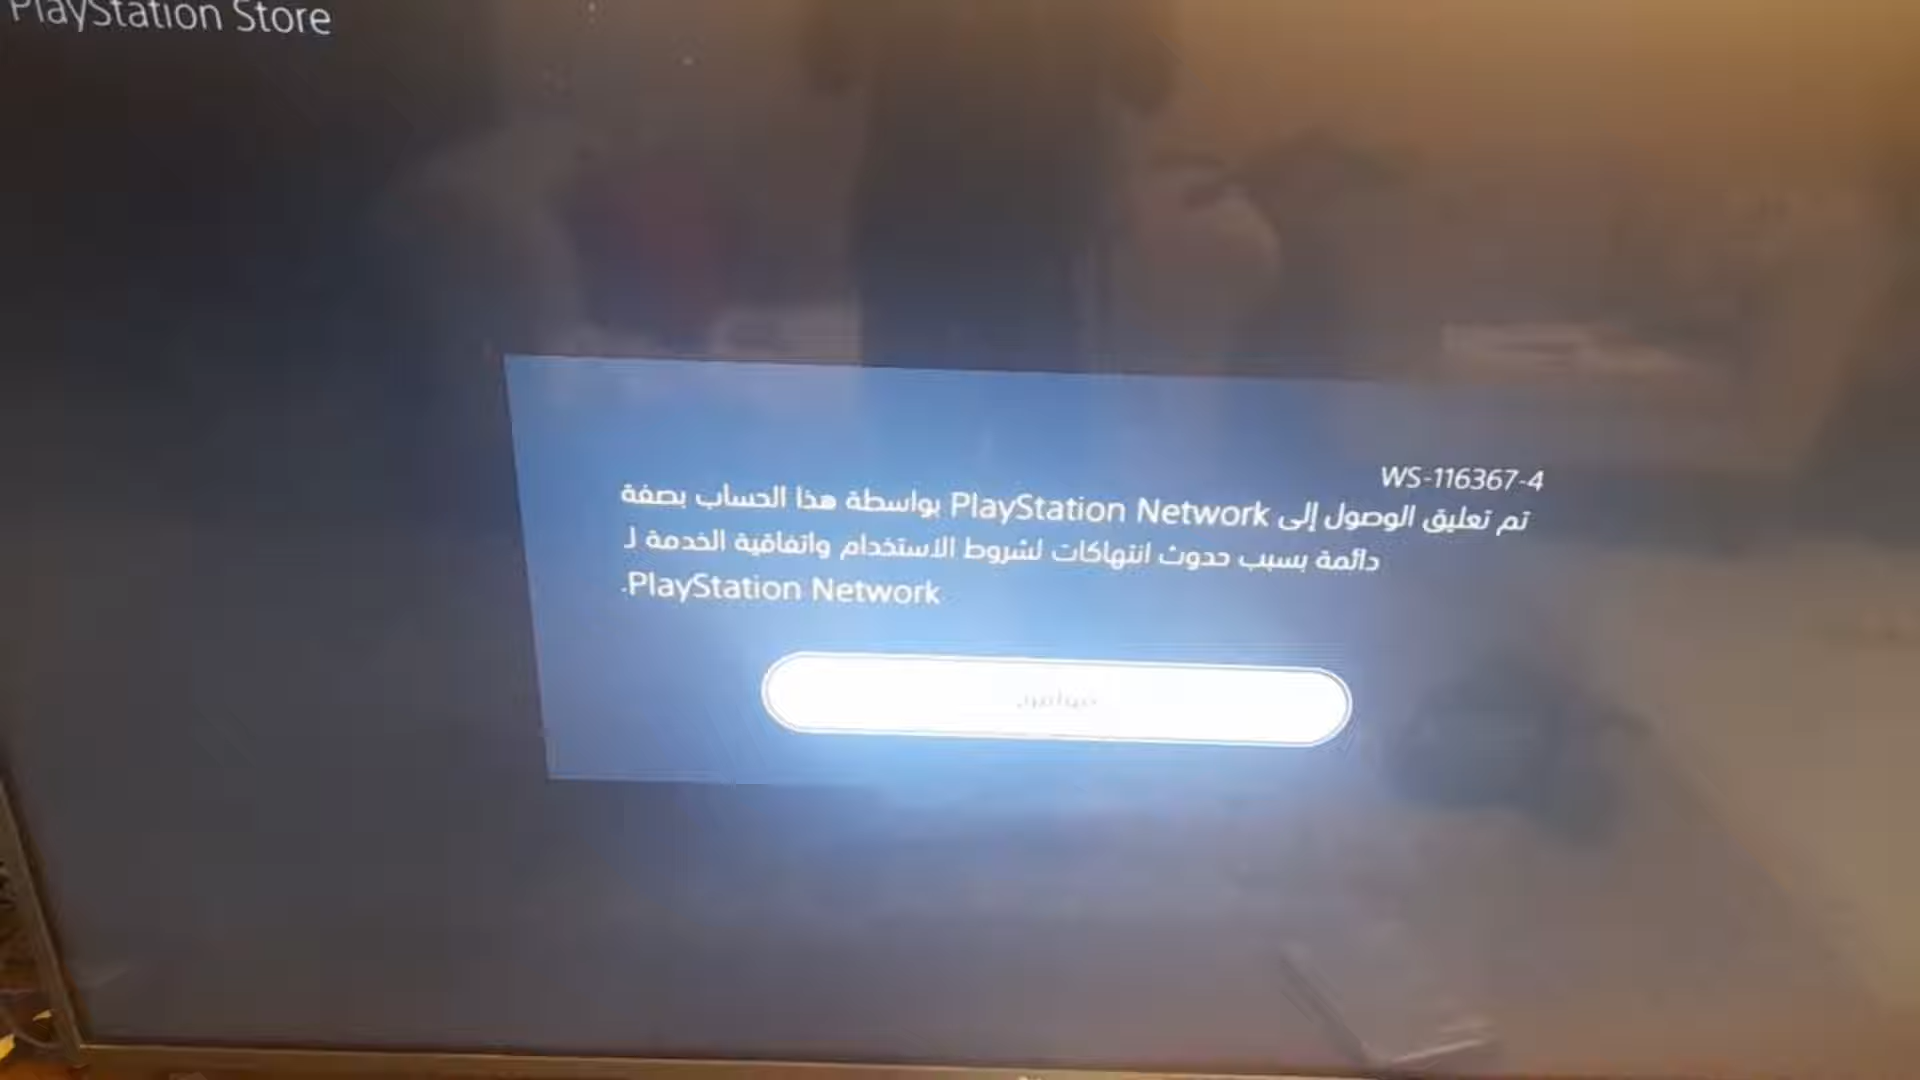 PlayStation Store
WS-116367-4
تم تعليق الوصول إلى PlayStation Network بواسطة هذا الحساب بصفة
دائمة بسبب حدوث انتهاكات لشروط الاستخدام واتفاقية الخدمة لـ
PlayStation Network.